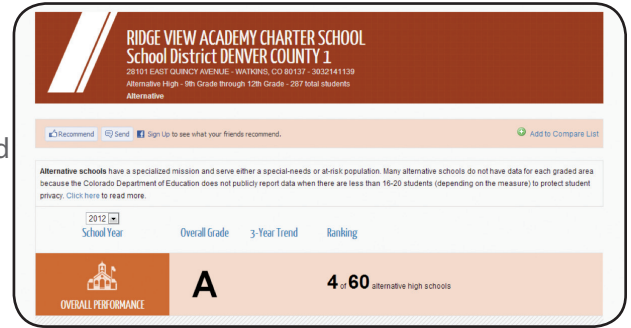 RIDGE VIEW ACADEMY CHARTER SCHOOL
School District DENVER COUNTY 1
28101 EAST QUINCY AVENUE - WATKINS, CO 80137 - 3032141139
Alternative High - 9th Grade through 12th Grade - 287 total students
Alternative
d
Recommend Send Sign Up to see what your friends recommend. Add to Compare List
Alternative schools have a specialized mission and serve either a special-needs or at-risk population. Many alternative schools do not have data for each graded area
because the Colorado Department of Education does not publicly report data when there are less than 16-20 students (depending on the measure) to protect student
privacy. Click here to read more.
2012
School Year Overall Grade 3-Year Trend Ranking
OVERALL PERFORMANCE A 4 of 60 alternative high schools